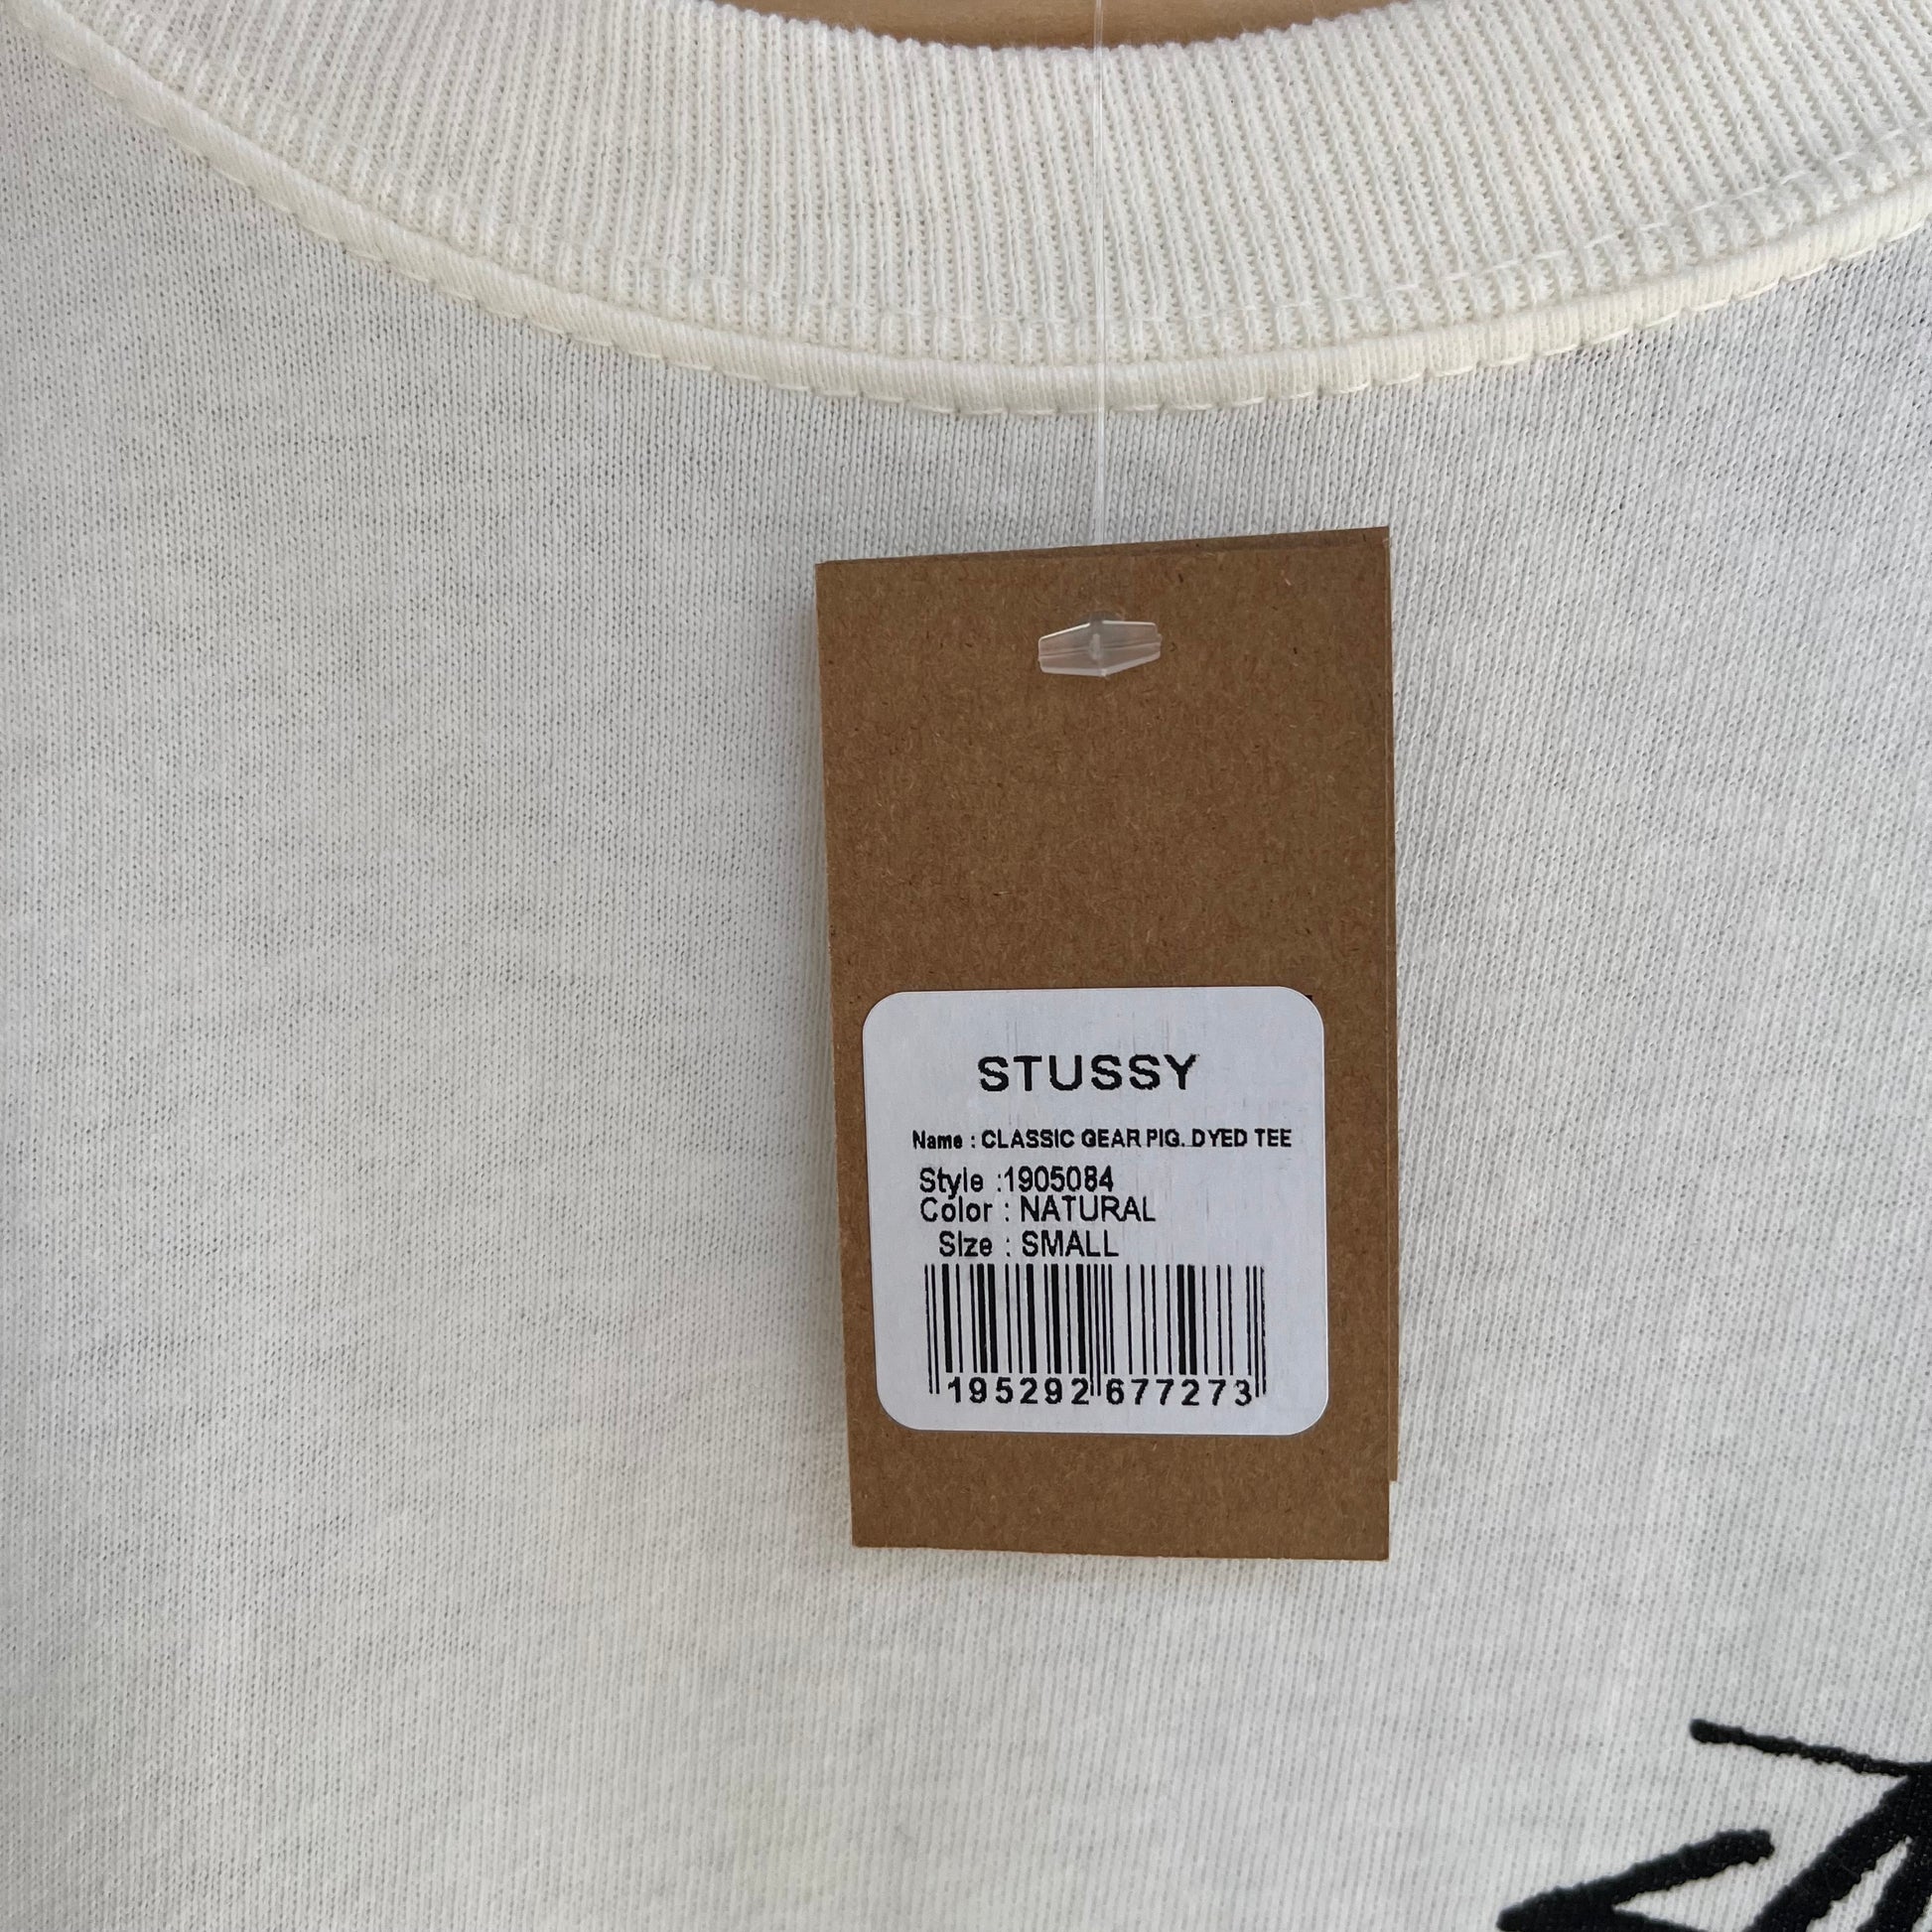 STUSSY
Name : CLASSIC GEAR PIG. DYED TEE
Style :1905084
Color : NATURAL
Size : SMALL
195292 677273